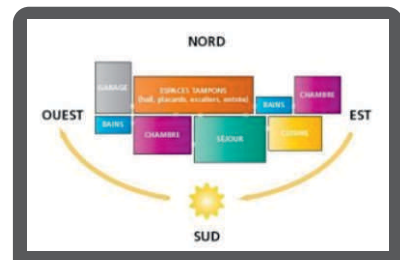 NORD
GARAGE
ESPACES TAMPONS
(hall, placards, escaliers, entrée)
BAINS
CHAMBRE
OUEST
EST
BAINS
CHAMBRE
SÉJOUR
CUISINE
SUD